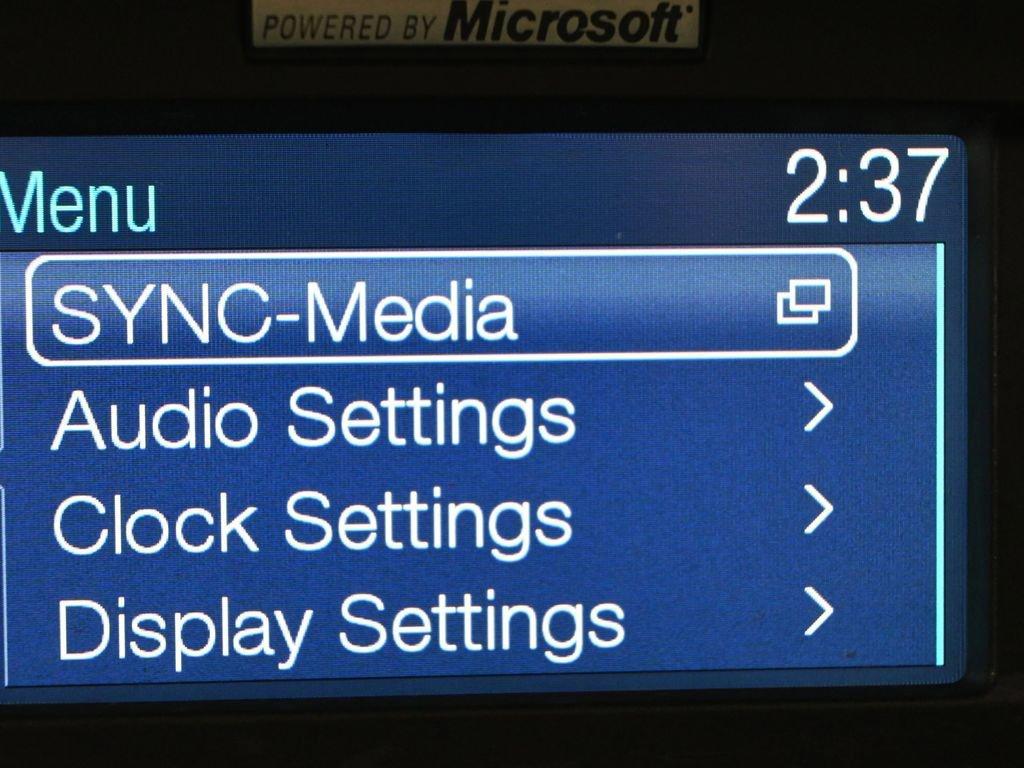 POWERED BY Microsoft
Menu 2:37
SYNC-Media
Audio Settings
Clock Settings
Display Settings